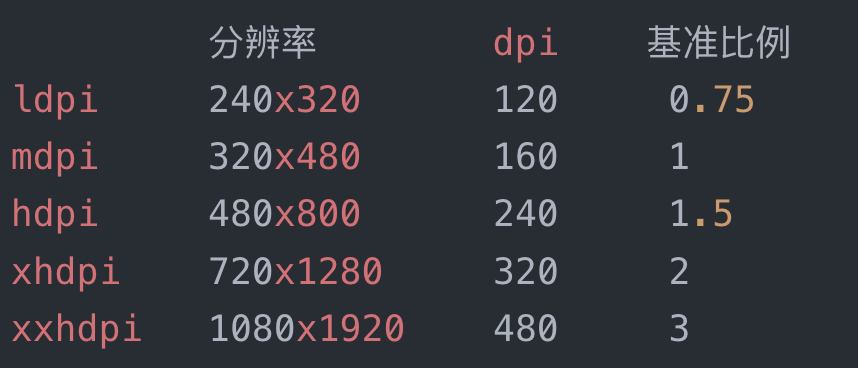 分辨率 dpi 基准比例
ldpi 240x320 120 0.75
mdpi 320x480 160 1
hdpi 480x800 240 1.5
xhdpi 720x1280 320 2
xxhdpi 1080x1920 480 3